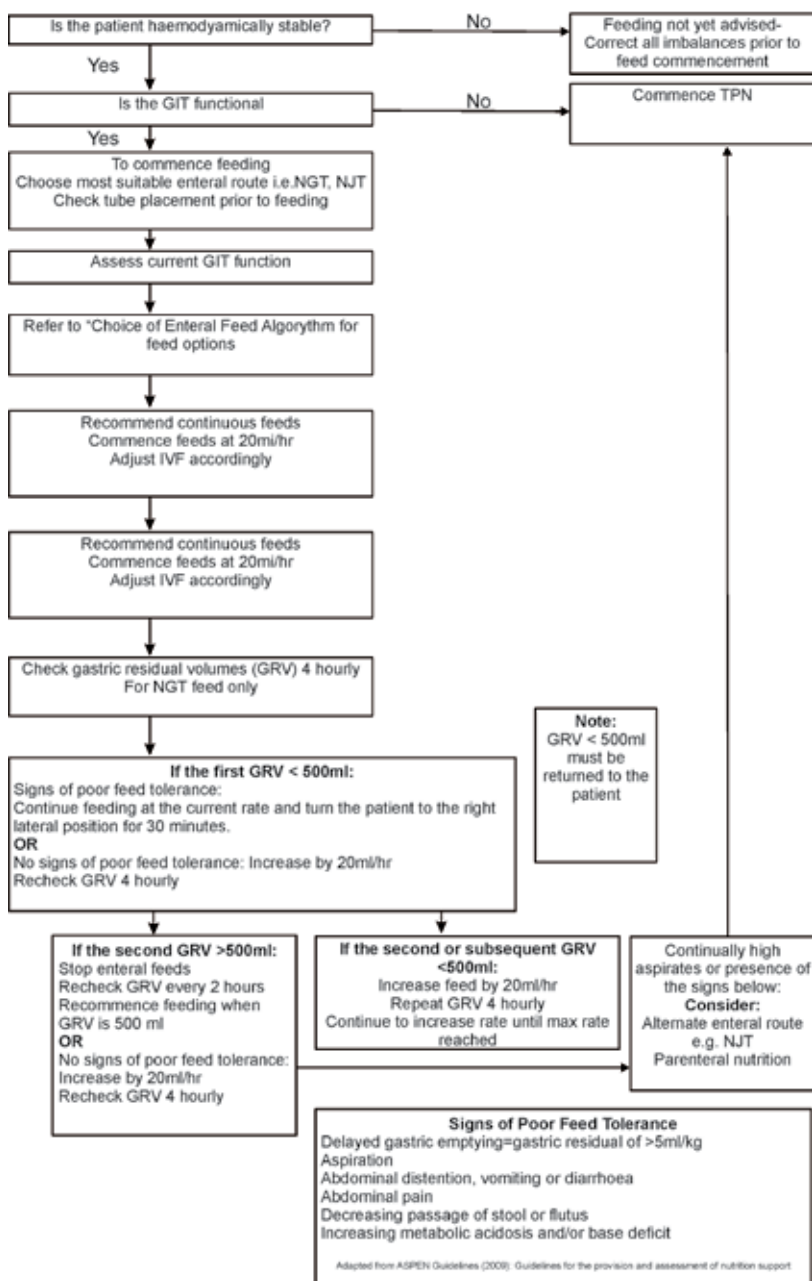 Is the patient haemodyamically stable?
No
Feeding not yet advised-
Correct all imbalances prior to
feed commencement
Yes
Is the GIT functional
No
Commence TPN
Yes
To commence feeding
Choose most suitable enteral route i.e.NGT, NJT
Check tube placement prior to feeding
Assess current GIT function
Refer to "Choice of Enteral Feed Algorythm for
feed options
Recommend continuous feeds
Commence feeds at 20mi/hr
Adjust IVF accordingly
Recommend continuous feeds
Commence feeds at 20mi/hr
Adjust IVF accordingly
Check gastric residual volumes (GRV) 4 hourly
For NGT feed only
Note:
GRV < 500ml
must be
returned to the
patient
If the first GRV < 500ml:
Signs of poor feed tolerance:
Continue feeding at the current rate and turn the patient to the right
lateral position for 30 minutes.
OR
No signs of poor feed tolerance: Increase by 20ml/hr
Recheck GRV 4 hourly
If the second GRV >500ml:
Stop enteral feeds
Recheck GRV every 2 hours
Recommence feeding when
GRV is 500 ml
OR
No signs of poor feed tolerance:
Increase by 20ml/hr
Recheck GRV 4 hourly
If the second or subsequent GRV
<500ml:
Increase feed by 20ml/hr
Repeat GRV 4 hourly
Continue to increase rate until max rate
reached
Continually high
aspirates or presence of
the signs below:
Consider:
Alternate enteral route
e.g. NJT
Parenteral nutrition
Signs of Poor Feed Tolerance
Delayed gastric emptying=gastric residual of >5ml/kg
Aspiration
Abdominal distention, vomiting or diarrhoea
Abdominal pain
Decreasing passage of stool or flutus
Increasing metabolic acidosis and/or base deficit
Adapted from ASPEN Guidelines (2009): Guidelines for the provision and assessment of nutrition support